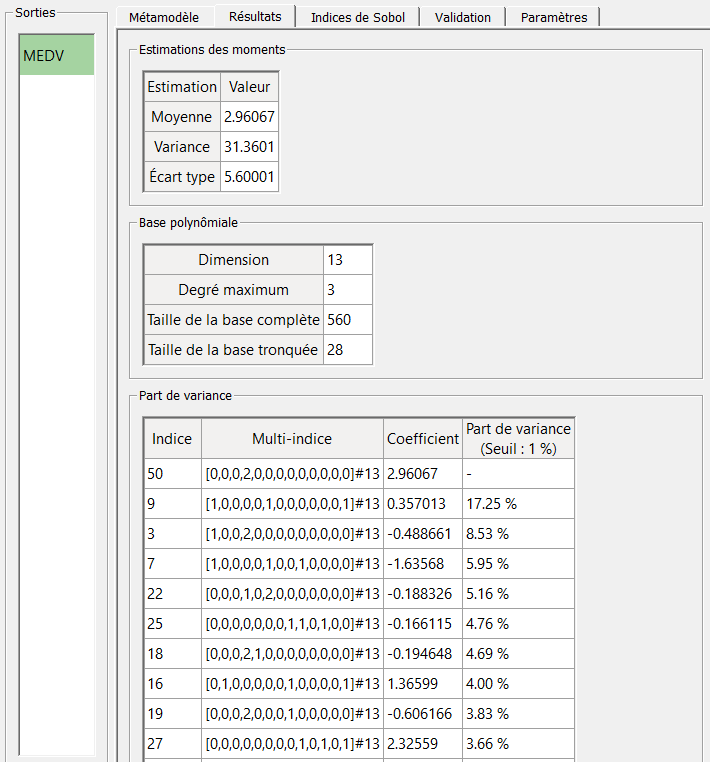 Sorties
MEDV
Métamodèle Résultats Indices de Sobol Validation Paramètres
Estimations des moments
Estimation Valeur
Moyenne 2.96067
Variance 31.3601
Écart type 5.60001
Base polynômiale
Dimension 13
Degré maximum 3
Taille de la base complète 560
Taille de la base tronquée 28
Part de variance
Indice Multi-indice Coefficient Part de variance
(Seuil : 1 %)
50 [0,0,0,2,0,0,0,0,0,0,0,0,0]#13 2.96067 -
9 [1,0,0,0,0,1,0,0,0,0,0,0,1]#13 0.357013 17.25 %
3 [1,0,0,2,0,0,0,0,0,0,0,0,0]#13 -0.488661 8.53 %
7 [1,0,0,0,0,1,0,0,1,0,0,0,0]#13 -1.63568 5.95 %
22 [0,0,0,1,0,2,0,0,0,0,0,0,0]#13 -0.188326 5.16 %
25 [0,0,0,0,0,0,0,1,1,0,1,0,0]#13 -0.166115 4.76 %
18 [0,0,0,2,1,0,0,0,0,0,0,0,0]#13 -0.194648 4.69 %
16 [0,1,0,0,0,0,0,1,0,0,0,0,1]#13 1.36599 4.00 %
19 [0,0,0,2,0,0,0,1,0,0,0,0,0]#13 -0.606166 3.83 %
27 [0,0,0,0,0,0,0,0,1,0,1,0,1]#13 2.32559 3.66 %